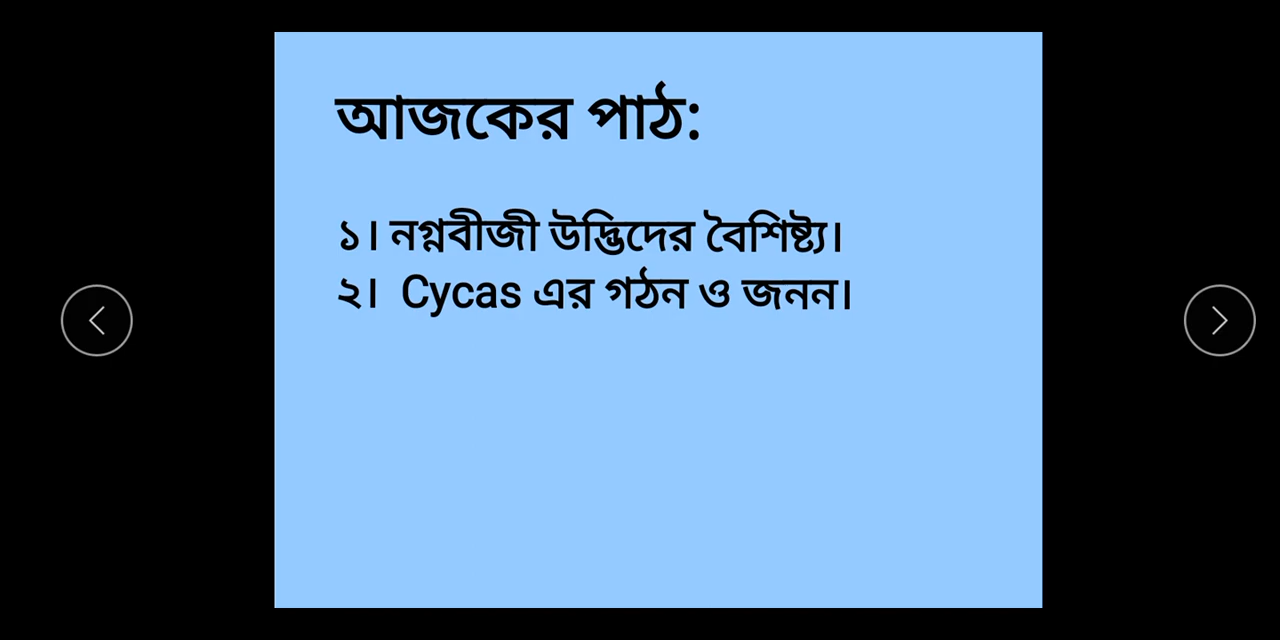 আজকের পাঠ:
১। নগ্নবীজী উদ্ভিদের বৈশিষ্ট্য।
২। Cycas এর গঠন ও জনন।